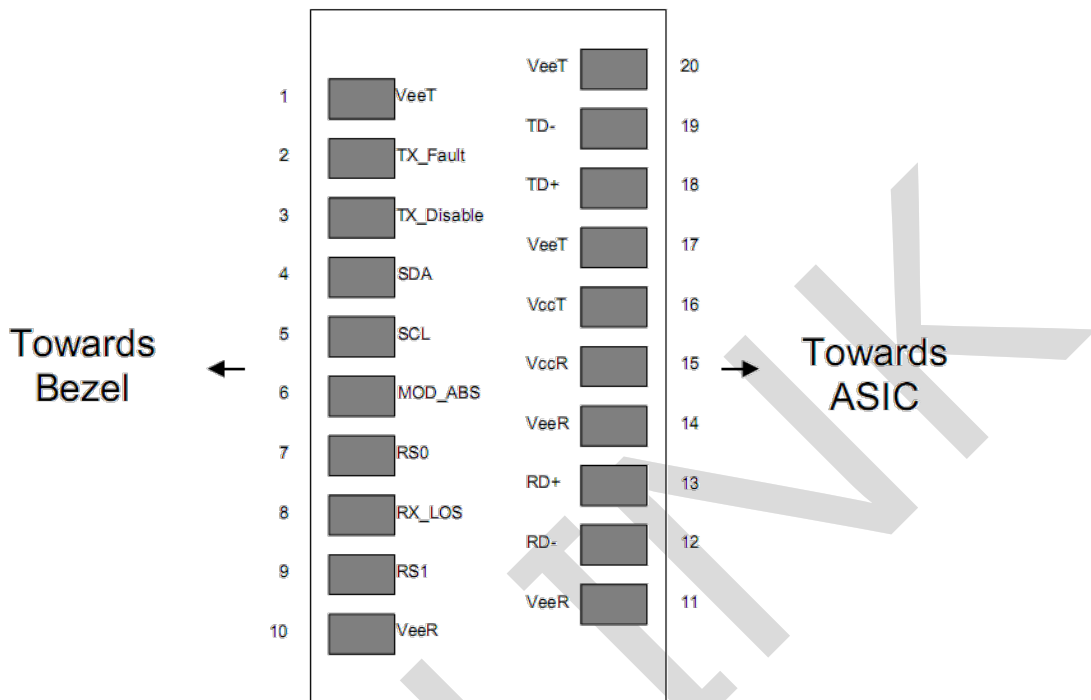 VeeT 20
1 VeeT
TD- 19
2 TX_Fault
TD+ 18
3 TX_Disable
VeeT 17
4 SDA
VccT 16
5 SCL
VccR 15
Towards
Bezel
Towards
ASIC
6 MOD_ABS
VeeR 14
7 RS0
RD+ 13
8 RX_LOS
RD- 12
9 RS1
VeeR 11
10 VeeR